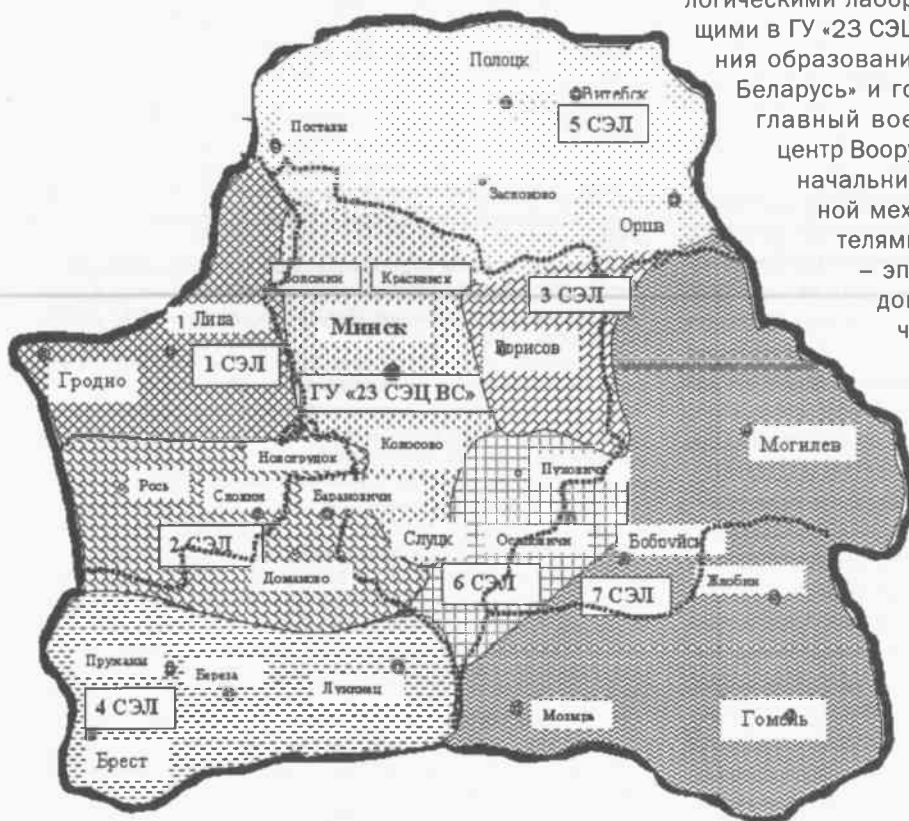 логическими лабор
щими в ГУ «23 СЭЦ
ния образовани
Беларусь» и го
главный вое
центр Воору
начальни
ной мех
телями
– эп
до
ч
Полоцк
Витебск
5 СЭЛ
Поставы
Заслоново
Орша
Воложин
Красненск
3 СЭЛ
Минск
1 Лида
Борисов
1 СЭЛ
Гродно
ГУ «23 СЭЦ ВС»
Могилев
Колосово
Новогрудок
Пуховичи
Рось
Слоним
Барановичи
Слуцк
Осиповичи
Бобруйск
2 СЭЛ
Доманово
6 СЭЛ
7 СЭЛ
Жлобин
Пружаны
Береза
Лунинец
4 СЭЛ
Мозырь
Гомель
Брест